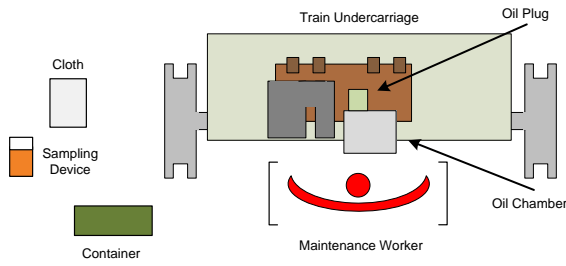 Train Undercarriage
Oil Plug
Cloth
Sampling
Device
Oil Chamber
Container
Maintenance Worker